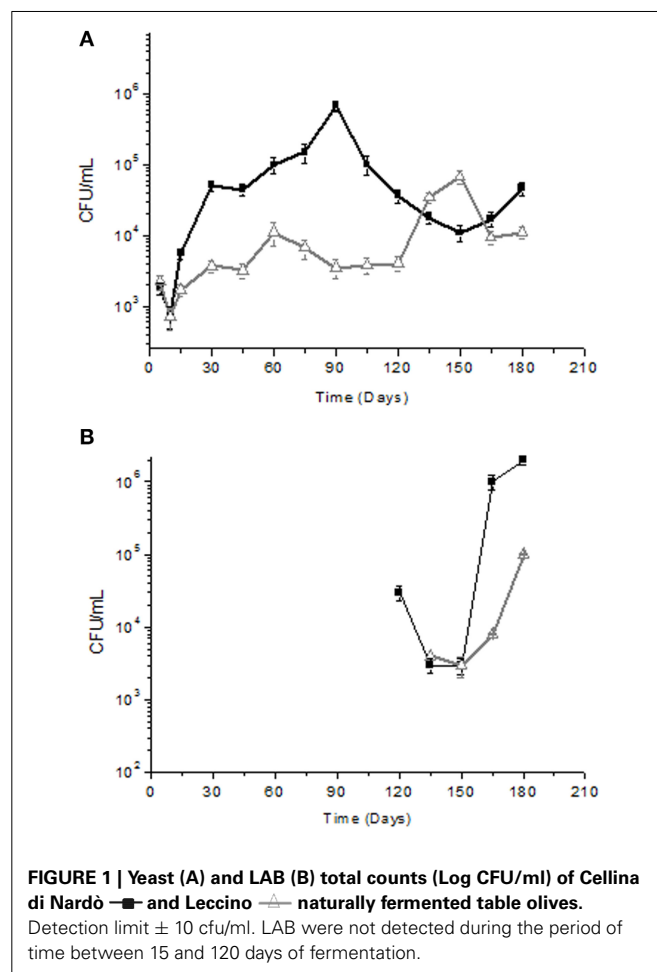 A
10⁶
10⁵
10⁴
10³
CFU/mL
0 30 60 90 120 150 180 210
Time (Days)
B
10⁶
10⁵
10⁴
10³
10²
CFU/mL
0 30 60 90 120 150 180 210
Time (Days)
FIGURE 1 | Yeast (A) and LAB (B) total counts (Log CFU/ml) of Cellina
di Nardò and Leccino naturally fermented table olives.
Detection limit ± 10 cfu/ml. LAB were not detected during the period of
time between 15 and 120 days of fermentation.